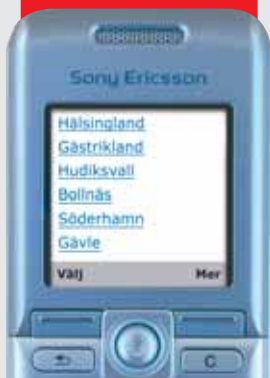 Sony Ericsson
Hälsingland
Gästrikland
Hudiksvall
Bollnäs
Söderhamn
Gävle
Välj Mer
C